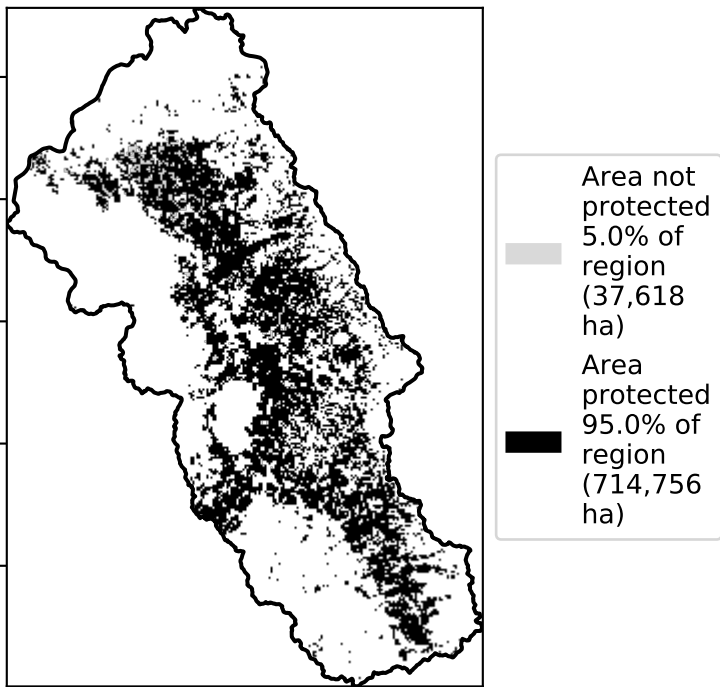 Area not
protected
5.0% of
region
(37,618
ha)
Area
protected
95.0% of
region
(714,756
ha)